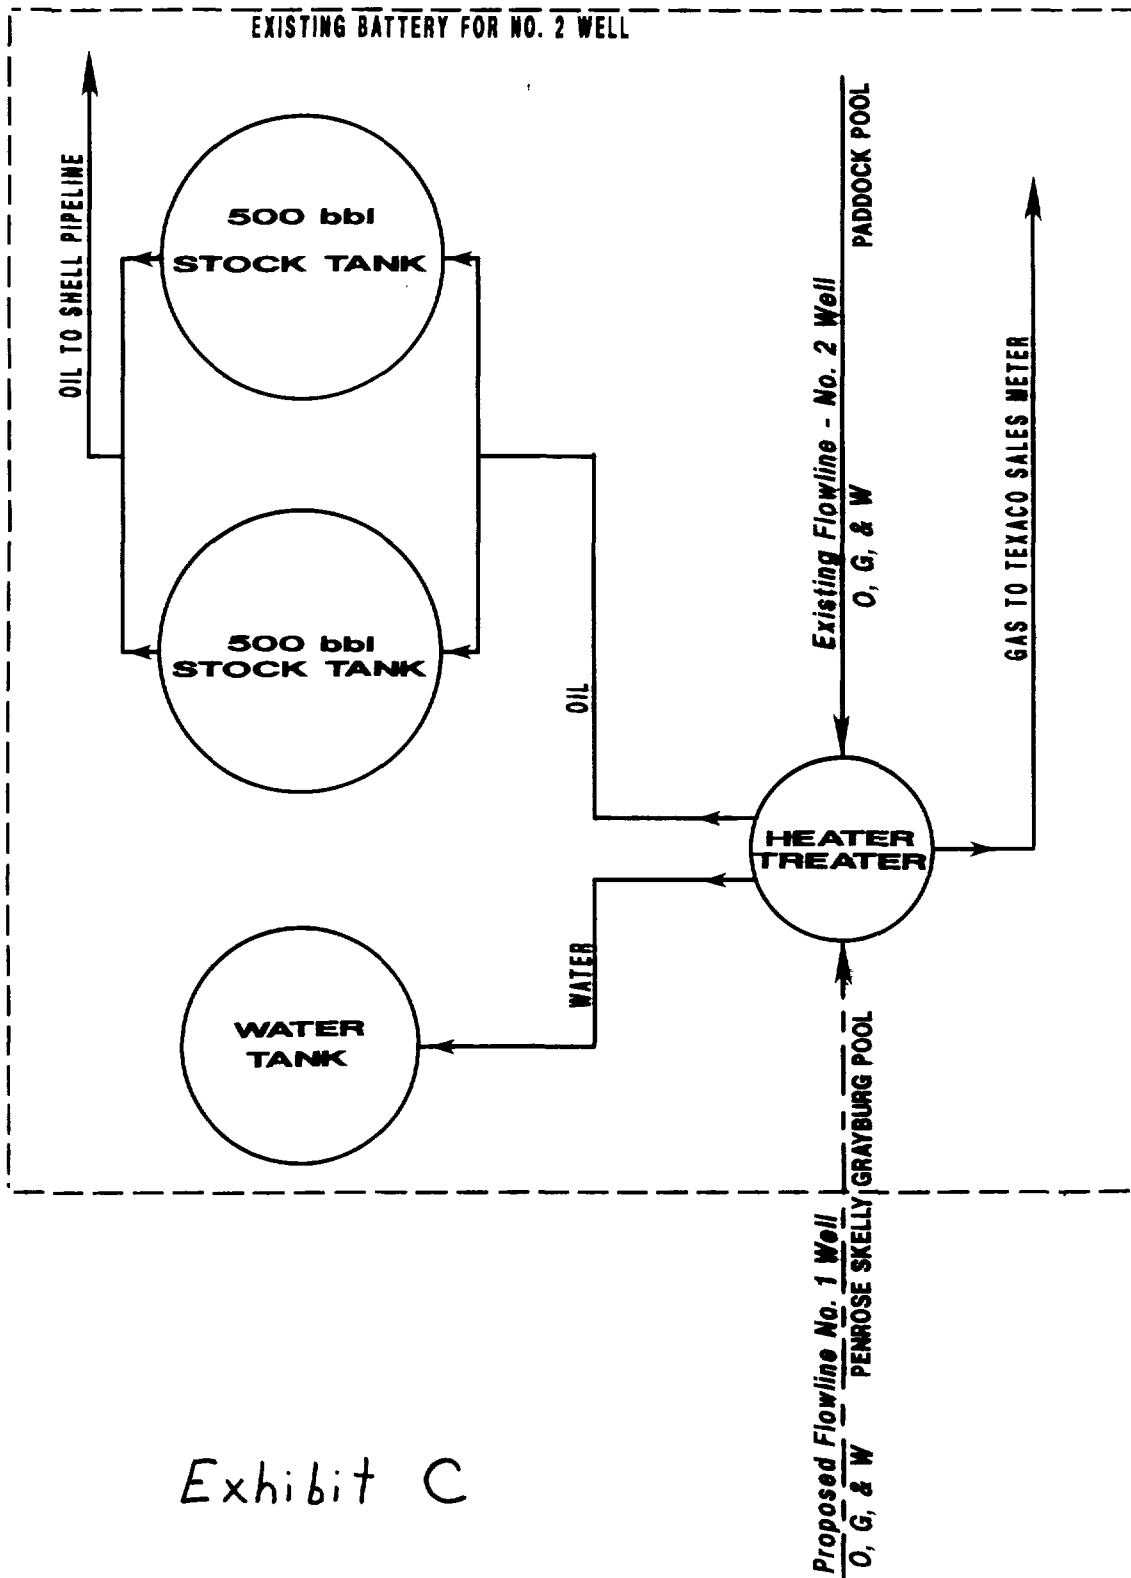 EXISTING BATTERY FOR NO. 2 WELL
OIL TO SHELL PIPELINE
500 bbl
STOCK TANK
500 bbl
STOCK TANK
PADDOCK POOL
Existing Flowline - No. 2 Well
O, G, & W
GAS TO TEXACO SALES METER
OIL
HEATER
TREATER
WATER
WATER
TANK
Proposed Flowline No. 1 Well
O, G, & W
PENROSE SKELLY GRAYBURG POOL
Exhibit C